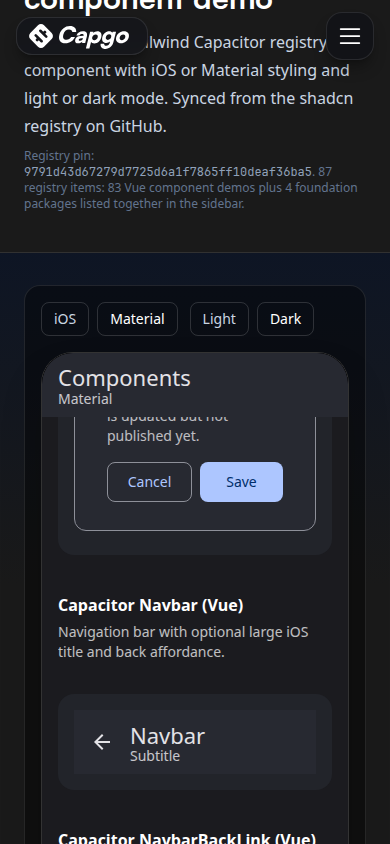 component demo
Capgo
ilwind Capacitor registry
component with iOS or Material styling and
light or dark mode. Synced from the shadcn
registry on GitHub.
Registry pin:
9791d43d67279d7725d6a1f7865ff10deaf36ba5. 87
registry items: 83 Vue component demos plus 4 foundation
packages listed together in the sidebar.
iOS
Material
Light
Dark
Components
Material
is updated but not
published yet.
Cancel
Save
Capacitor Navbar (Vue)
Navigation bar with optional large iOS
title and back affordance.
Navbar
Subtitle
Capacitor NavbarBackLink (Vue)